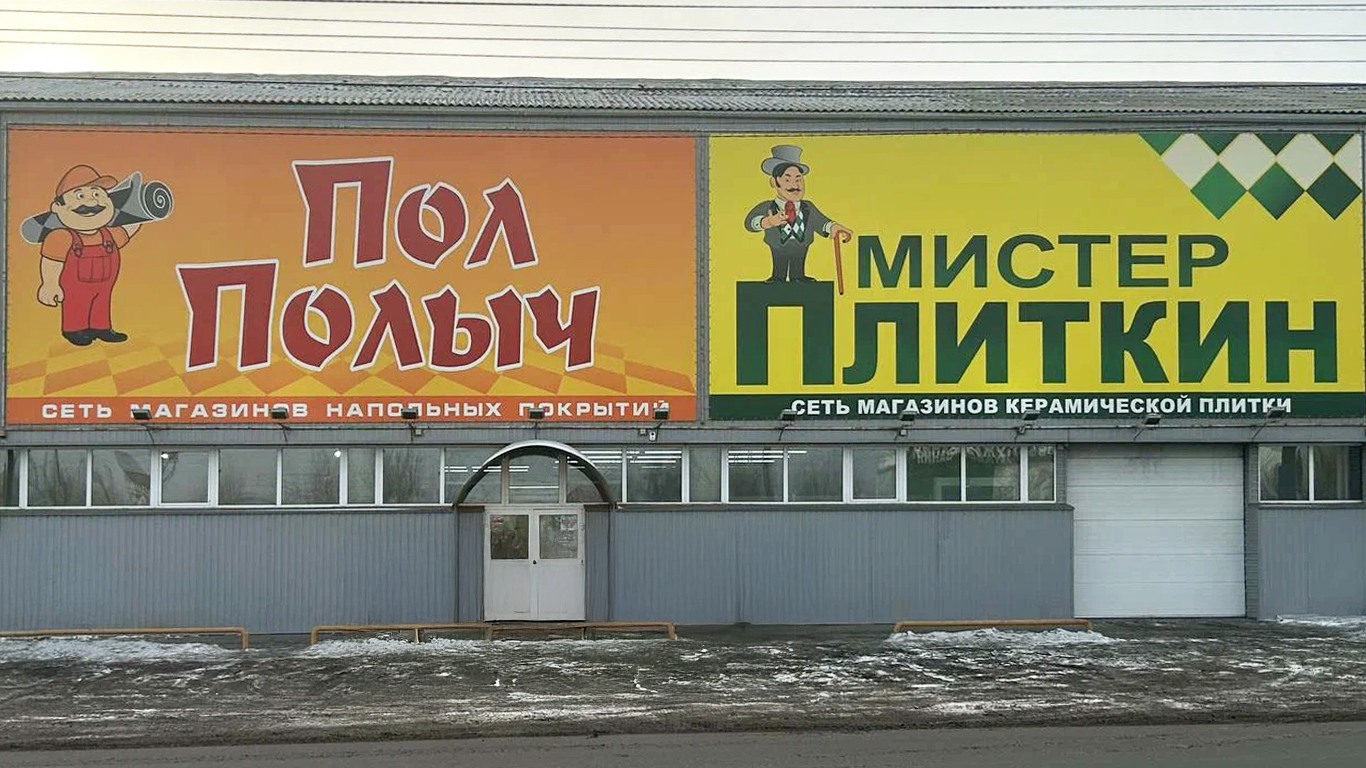 Пол
Полыч
СЕТЬ МАГАЗИНОВ НАПОЛЬНЫХ ПОКРЫТИЙ
МИСТЕР
ПЛИТКИН
СЕТЬ МАГАЗИНОВ КЕРАМИЧЕСКОЙ ПЛИТКИ